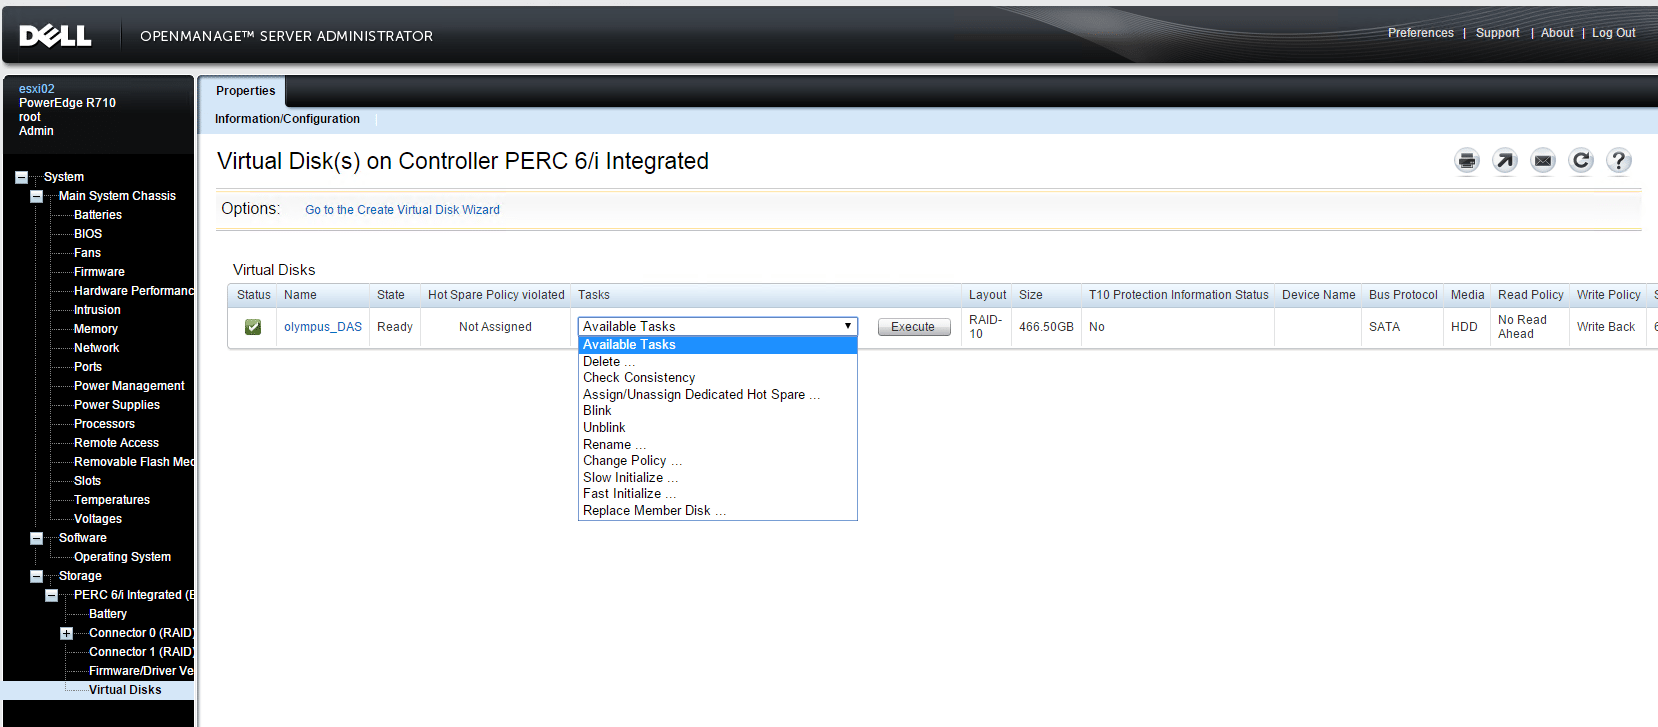 DELL
OPENMANAGE™ SERVER ADMINISTRATOR
Preferences | Support | About | Log Out
esxi02
PowerEdge R710
root
Admin
System
Main System Chassis
Batteries
BIOS
Fans
Firmware
Hardware Performanc
Intrusion
Memory
Network
Ports
Power Management
Power Supplies
Processors
Remote Access
Removable Flash Med
Slots
Temperatures
Voltages
Software
Operating System
Storage
PERC 6/i Integrated (E
Battery
Connector 0 (RAID)
Connector 1 (RAID)
Firmware/Driver Ve
Virtual Disks
Properties
Information/Configuration |
Virtual Disk(s) on Controller PERC 6/i Integrated
Options: Go to the Create Virtual Disk Wizard
Virtual Disks
Status Name State Hot Spare Policy violated Tasks Layout Size T10 Protection Information Status Device Name Bus Protocol Media Read Policy Write Policy S
olympus_DAS Ready Not Assigned Available Tasks Execute RAID-10 466.50GB No SATA HDD No Read Ahead Write Back 6
Available Tasks
Delete ...
Check Consistency
Assign/Unassign Dedicated Hot Spare ...
Blink
Unblink
Rename ...
Change Policy ...
Slow Initialize ...
Fast Initialize ...
Replace Member Disk ...